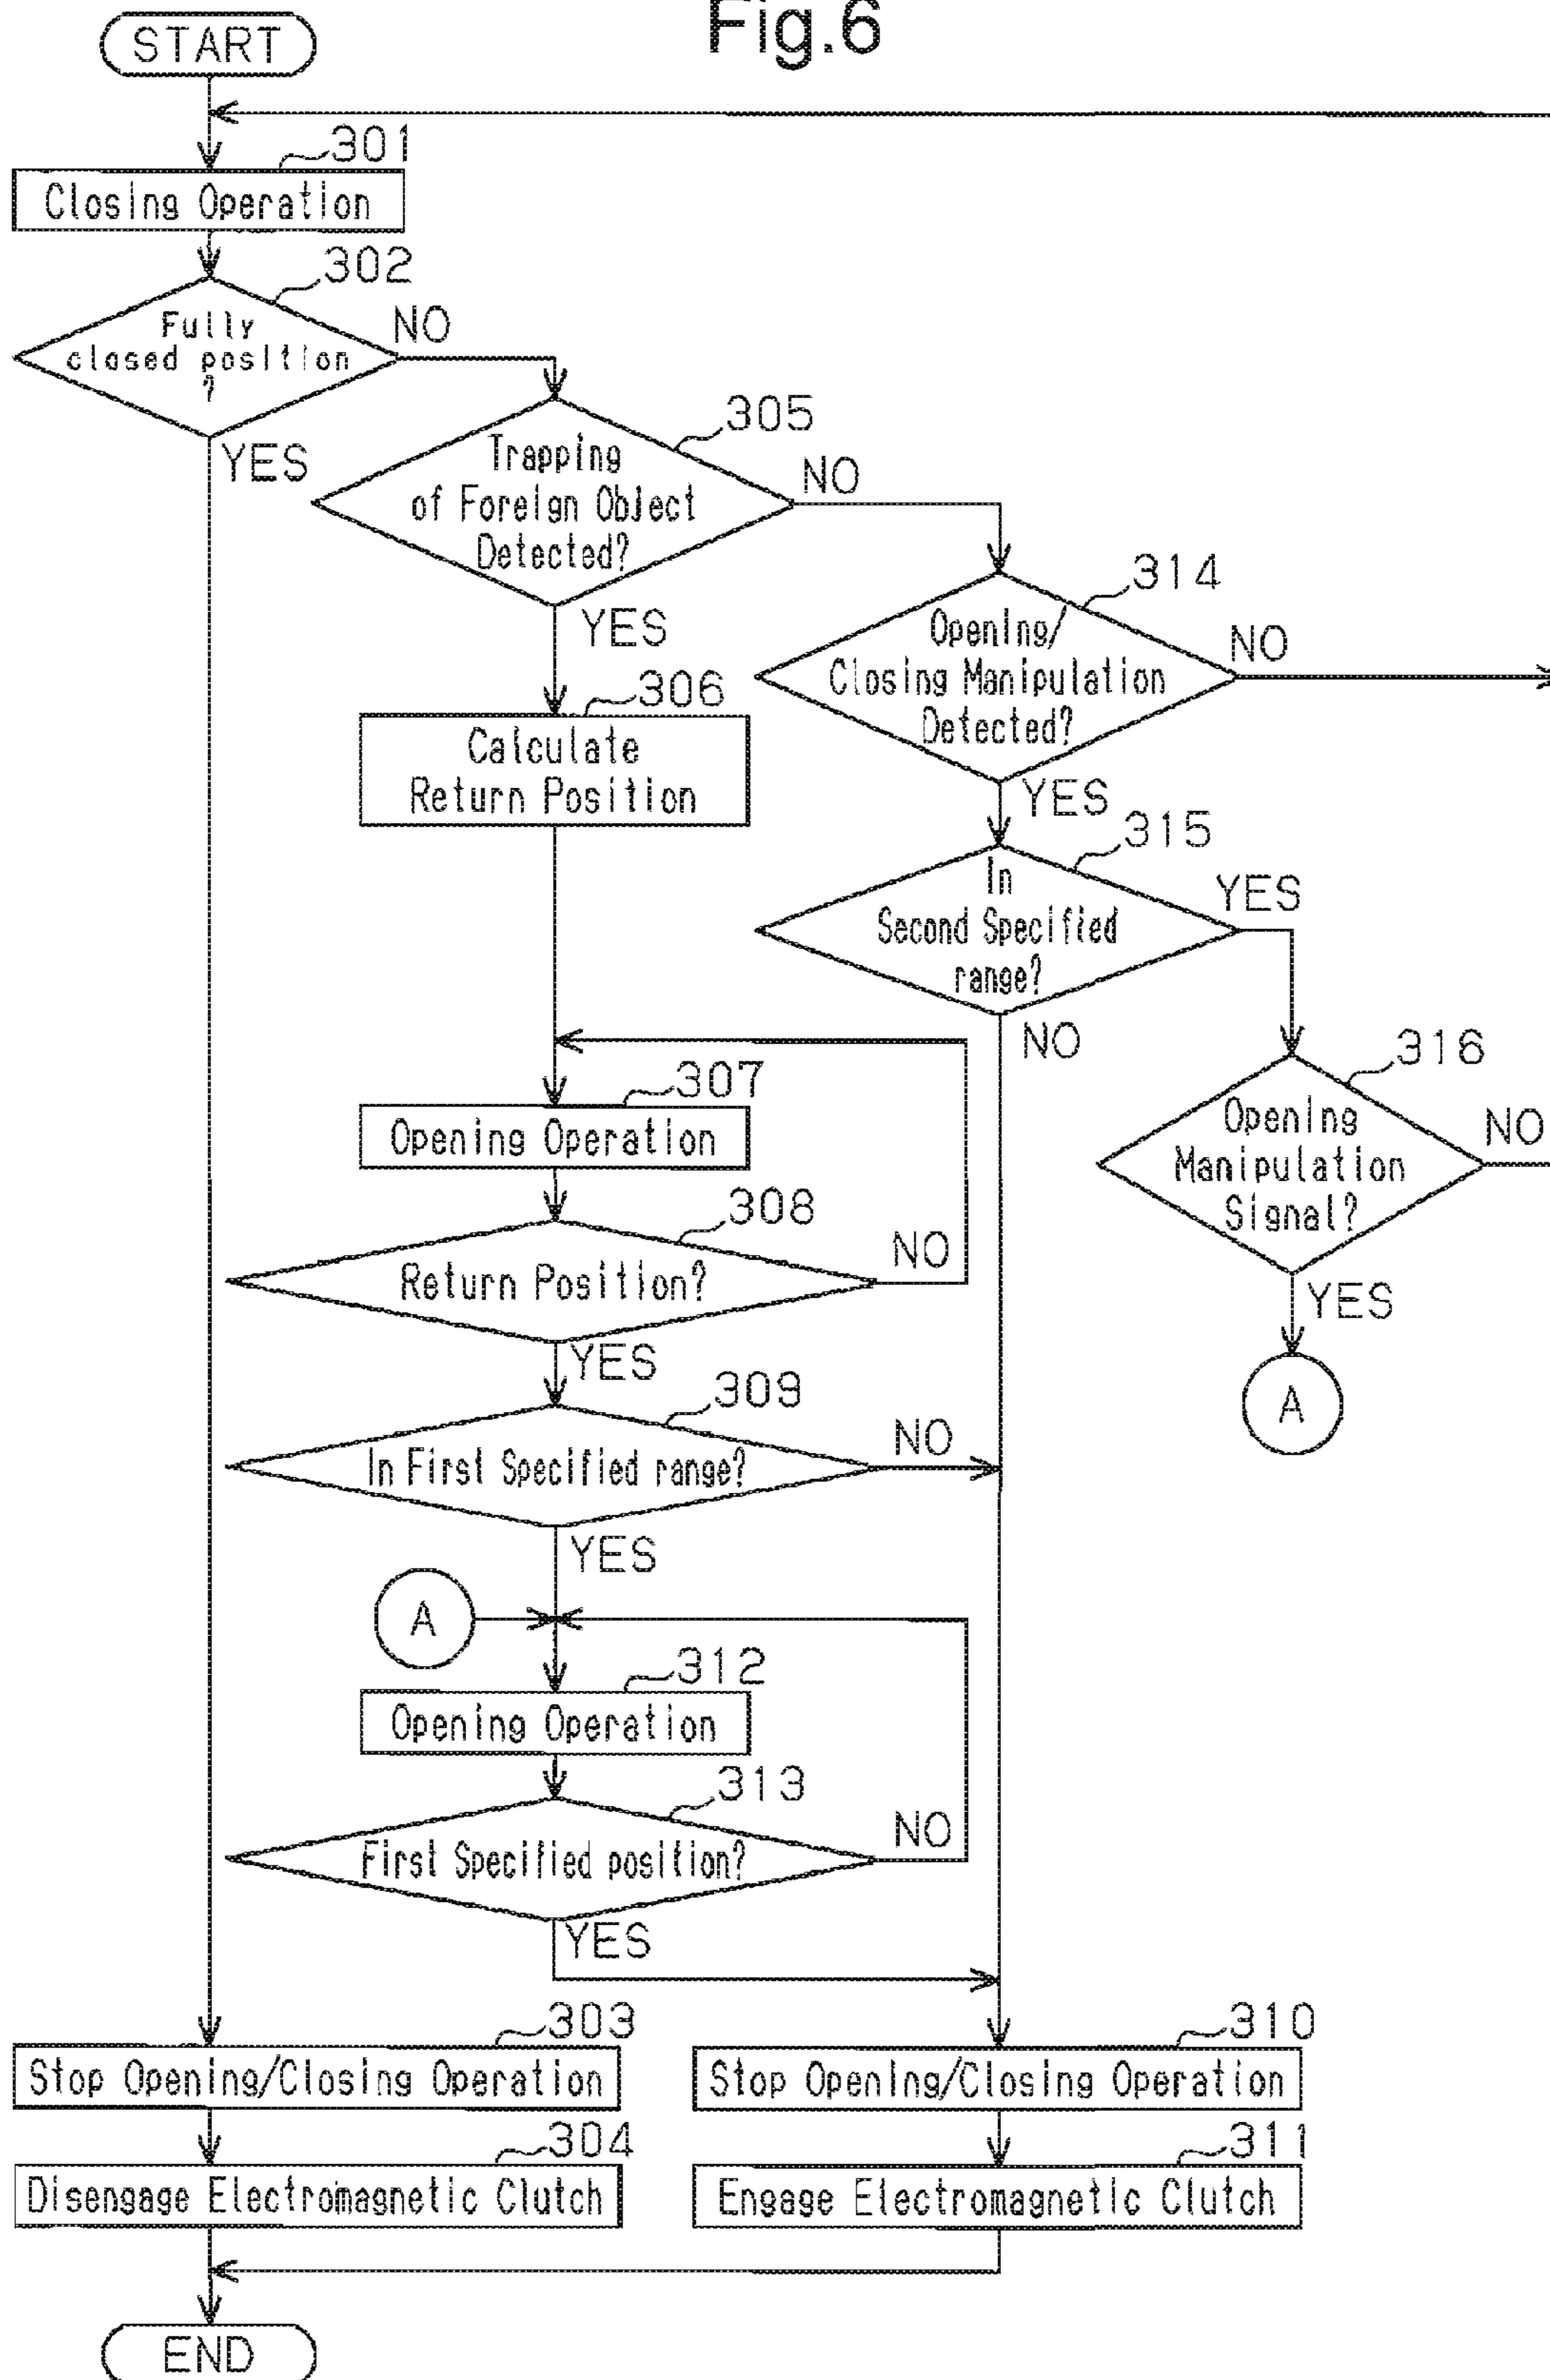 Fig.6
START
301
Closing Operation
302
Fully
closed position
?
NO
YES
305
Trapping
of Foreign Object
Detected?
NO
YES
314
Opening/
Closing Manipulation
Detected?
NO
YES
306
Calculate
Return Position
315
In
Second Specified
range?
YES
NO
316
Opening
Manipulation
Signal?
NO
YES
A
307
Opening Operation
308
Return Position?
NO
YES
309
In First Specified range?
NO
YES
A
312
Opening Operation
313
First Specified position?
NO
YES
303
Stop Opening/Closing Operation
304
Disengage Electromagnetic Clutch
310
Stop Opening/Closing Operation
311
Engage Electromagnetic Clutch
END